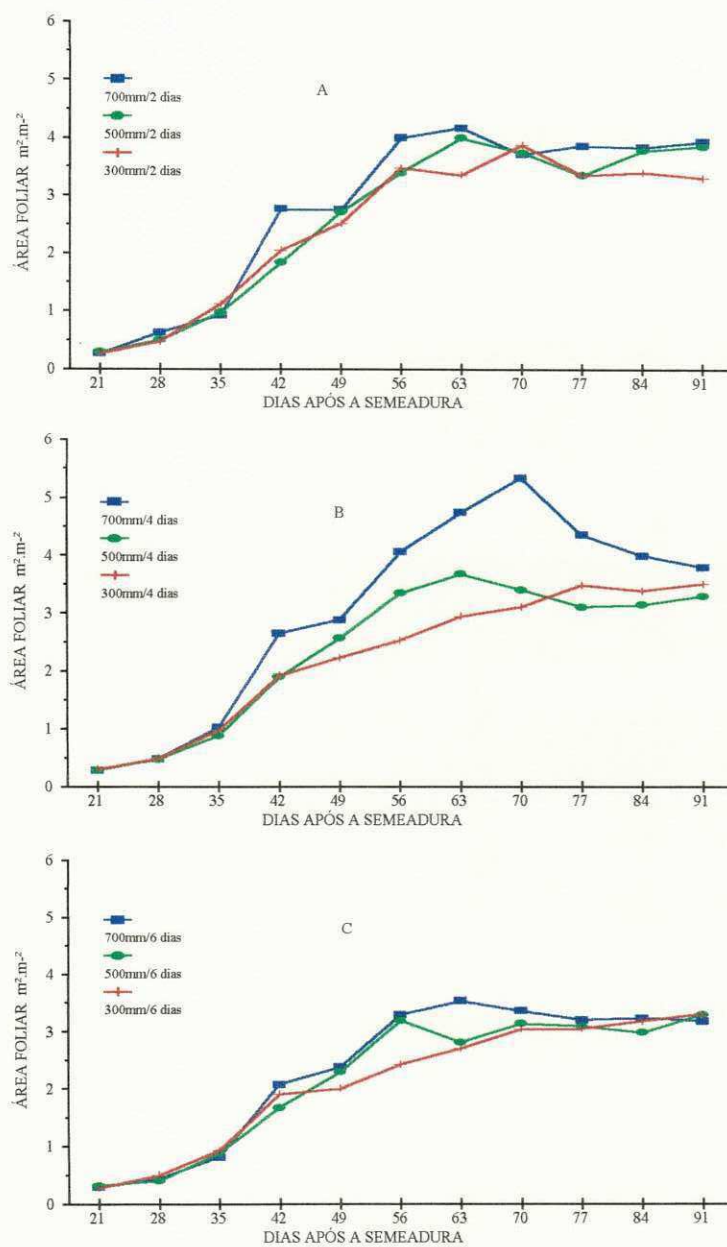 6
A
5
700mm/2 dias
500mm/2 dias
4
300mm/2 dias
3
2
1
0
ÁREA FOLIAR m².m-²
21 28 35 42 49 56 63 70 77 84 91
DIAS APÓS A SEMEADURA
6
5
B
700mm/4 dias
500mm/4 dias
4
300mm/4 dias
3
2
1
0
ÁREA FOLIAR m².m-²
21 28 35 42 49 56 63 70 77 84 91
DIAS APÓS A SEMEADURA
6
5
C
700mm/6 dias
500mm/6 dias
4
300mm/6 dias
3
2
1
0
ÁREA FOLIAR m².m-²
21 28 35 42 49 56 63 70 77 84 91
DIAS APÓS A SEMEADURA